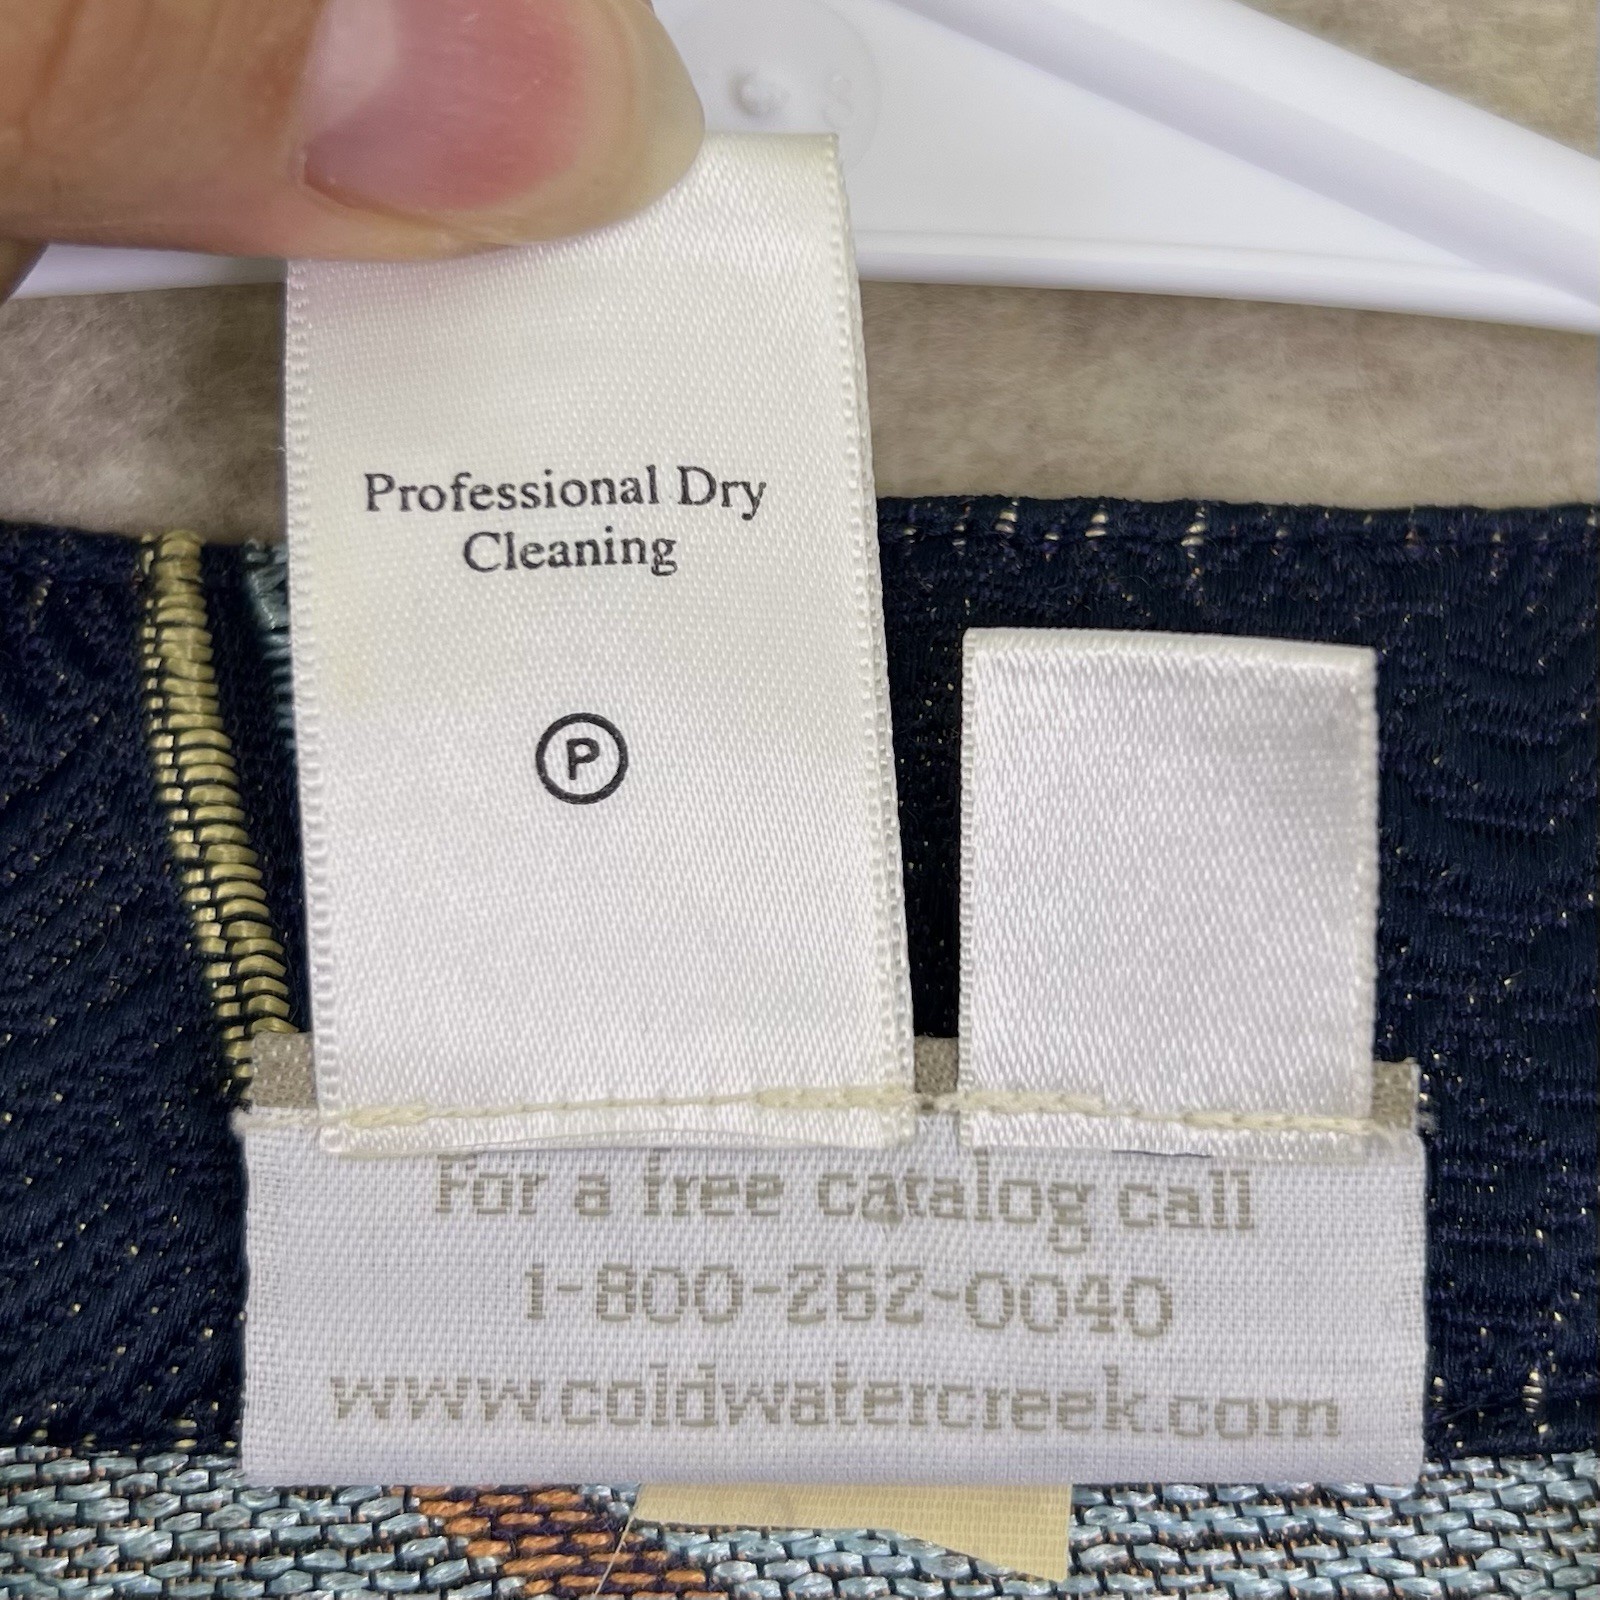 Professional Dry
Cleaning
P
For a free catalog call
1-800-262-0040
www.coldwatercreek.com